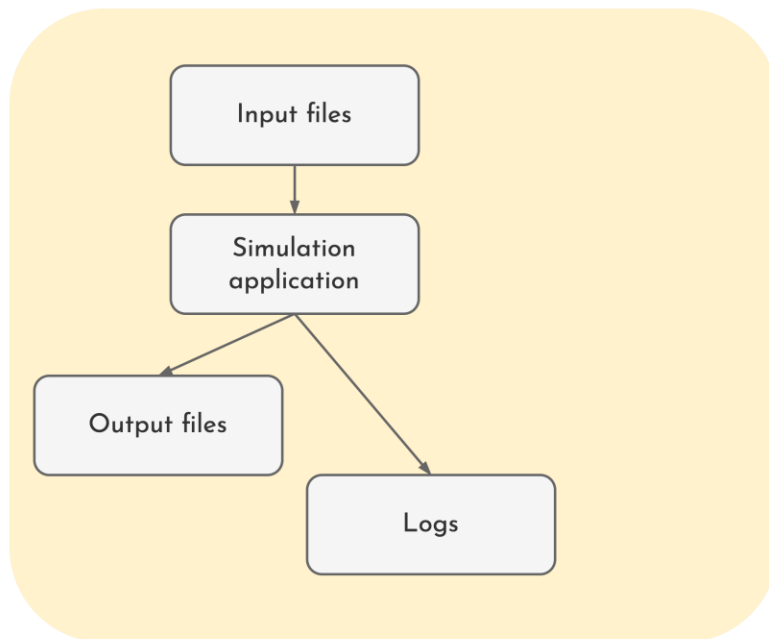 Input files
Simulation
application
Output files
Logs